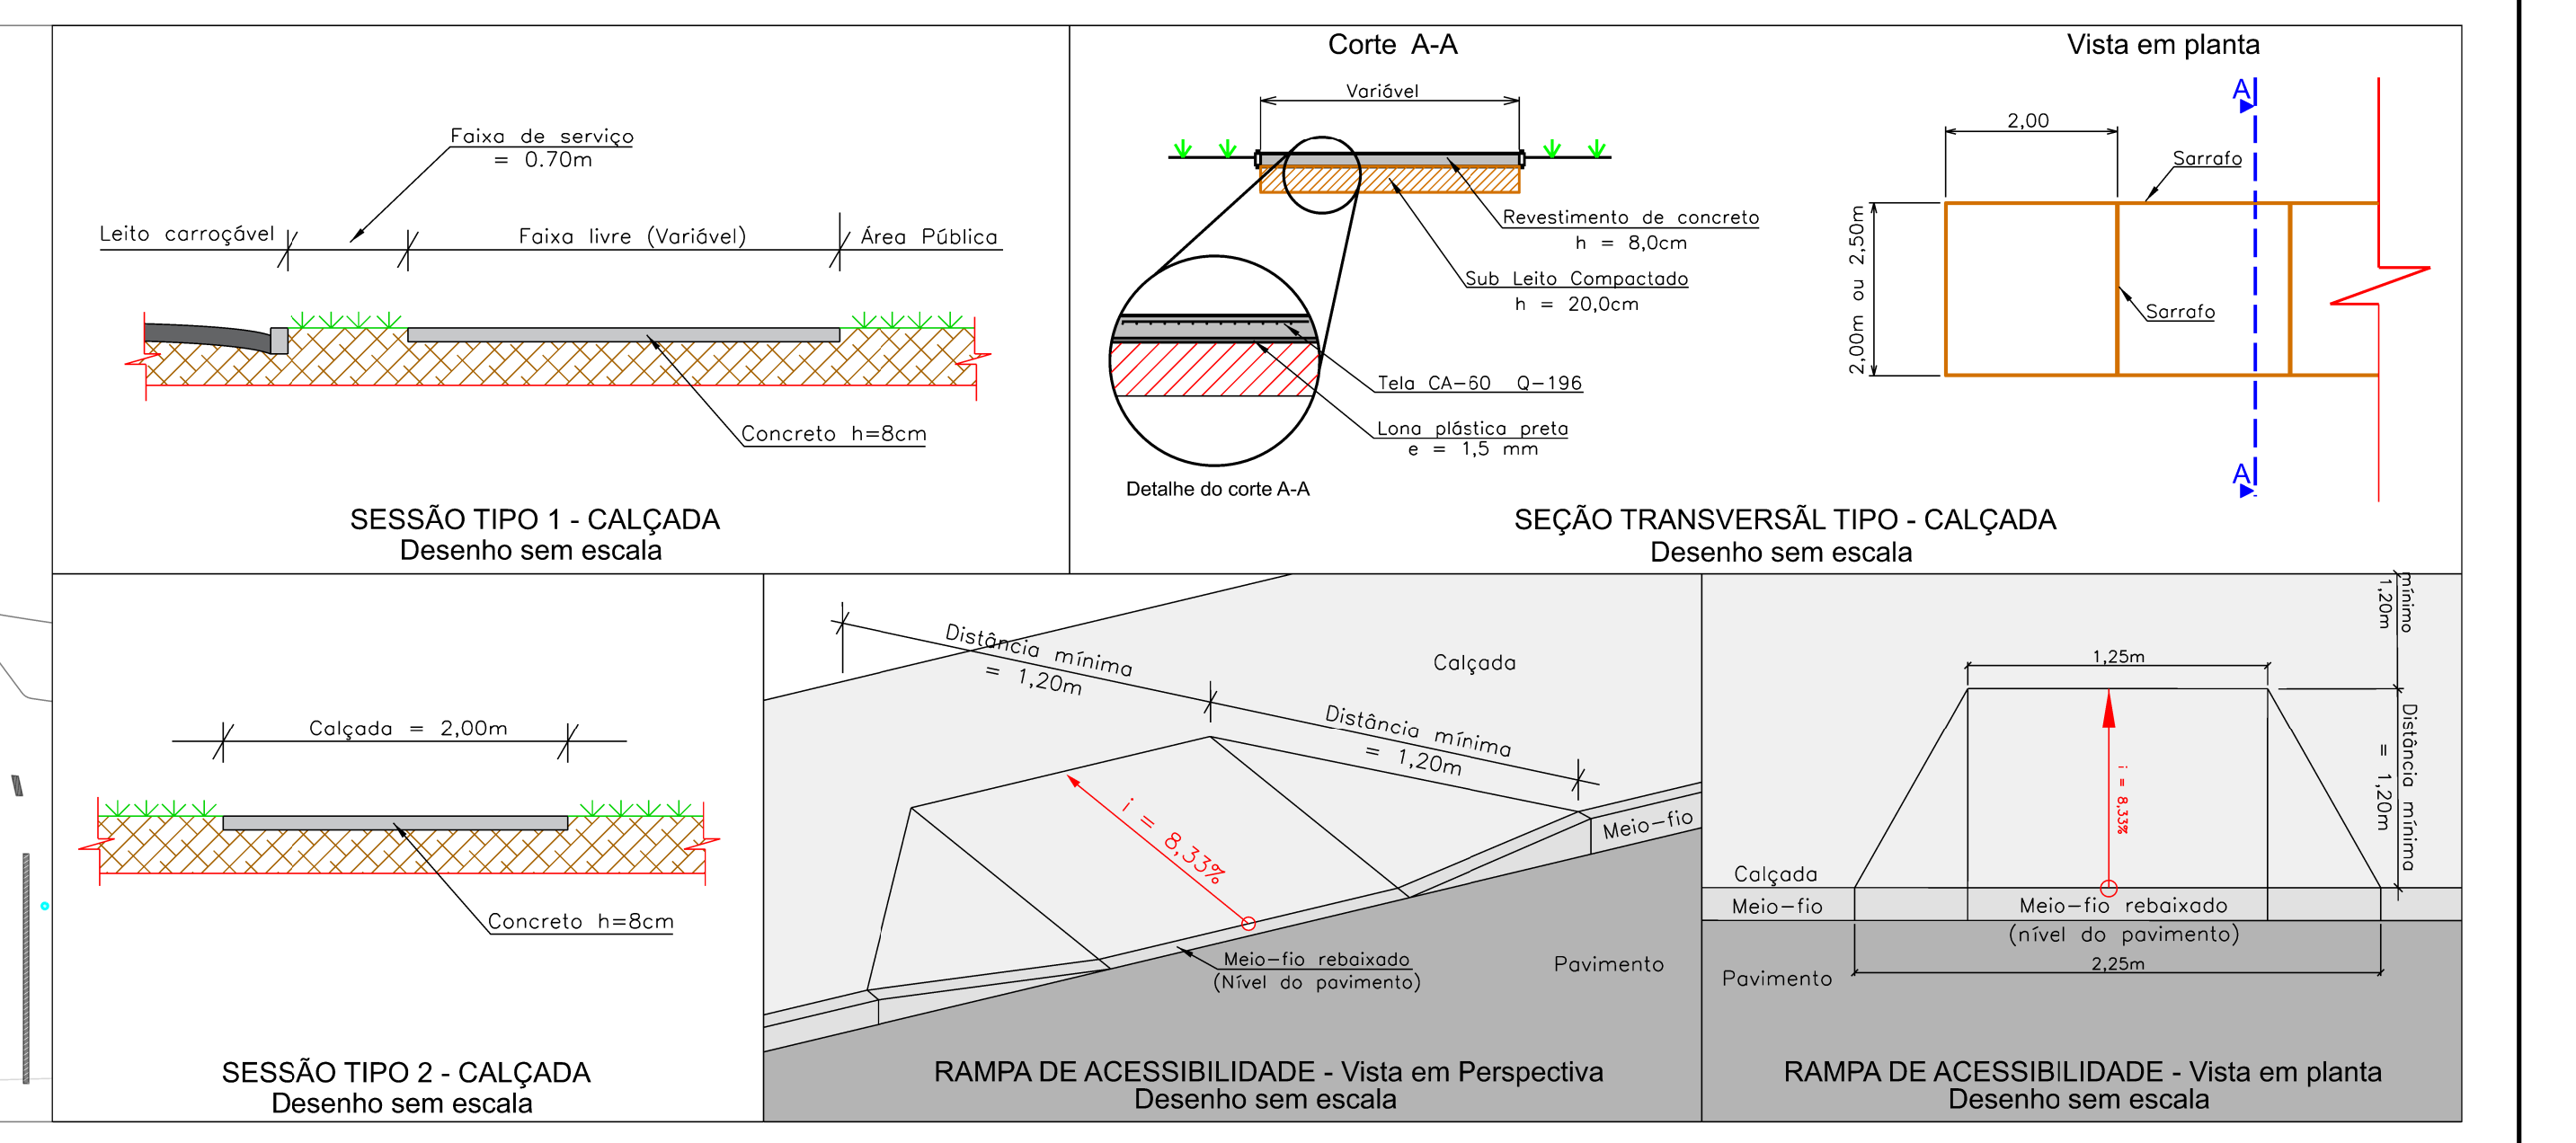 Faixa de serviço
= 0.70m
Leito carroçável
Faixa livre (Variável)
Área Pública
Concreto h=8cm
SESSÃO TIPO 1 - CALÇADA
Desenho sem escala
Corte A-A
Variável
Revestimento de concreto
h = 8,0cm
Sub Leito Compactado
h = 20,0cm
Tela CA-60 Q-196
Lona plástica preta
e = 1,5 mm
Detalhe do corte A-A
Vista em planta
A
2,00
Sarrafo
2,00m ou 2,50m
Sarrafo
A
SEÇÃO TRANSVERSÃL TIPO - CALÇADA
Desenho sem escala
Calçada = 2,00m
Concreto h=8cm
SESSÃO TIPO 2 - CALÇADA
Desenho sem escala
Distância mínima
= 1,20m
Calçada
Distância mínima
= 1,20m
i = 8,33%
Meio-fio
Meio-fio rebaixado
(Nível do pavimento)
Pavimento
RAMPA DE ACESSIBILIDADE - Vista em Perspectiva
Desenho sem escala
mínimo
1,20m
1,25m
Distância mínima
= 1,20m
i = 8,33%
Calçada
Meio-fio
Meio-fio rebaixado
(nível do pavimento)
2,25m
Pavimento
RAMPA DE ACESSIBILIDADE - Vista em planta
Desenho sem escala